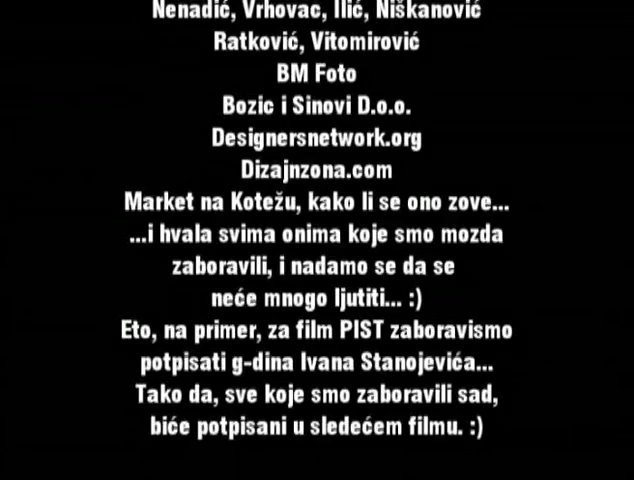 Nenadić, Vrhovac, Ilić, Niškanović
Ratković, Vitomirović
BM Foto
Bozic i Sinovi D.o.o.
Designersnetwork.org
Dizajnzona.com
Market na Kotežu, kako li se ono zove...
...i hvala svima onima koje smo mozda
zaboravili, i nadamo se da se
neće mnogo ljutiti... :)
Eto, na primer, za film PIST zaboravismo
potpisati g-dina Ivana Stanojevića...
Tako da, sve koje smo zaboravili sad,
biće potpisani u sledećem filmu. :)